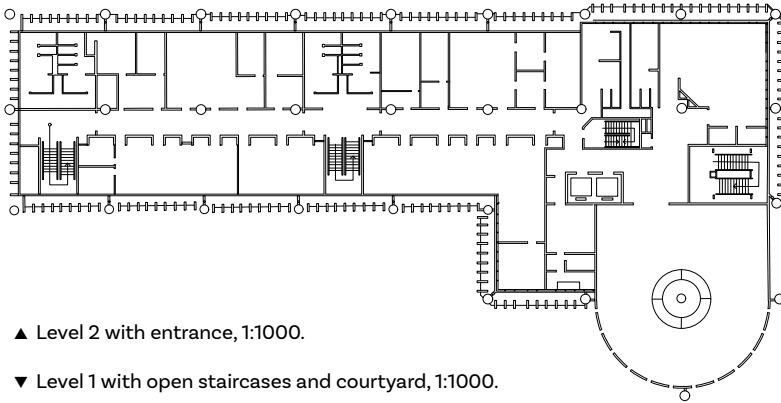 ▲ Level 2 with entrance, 1:1000.
▼ Level 1 with open staircases and courtyard, 1:1000.